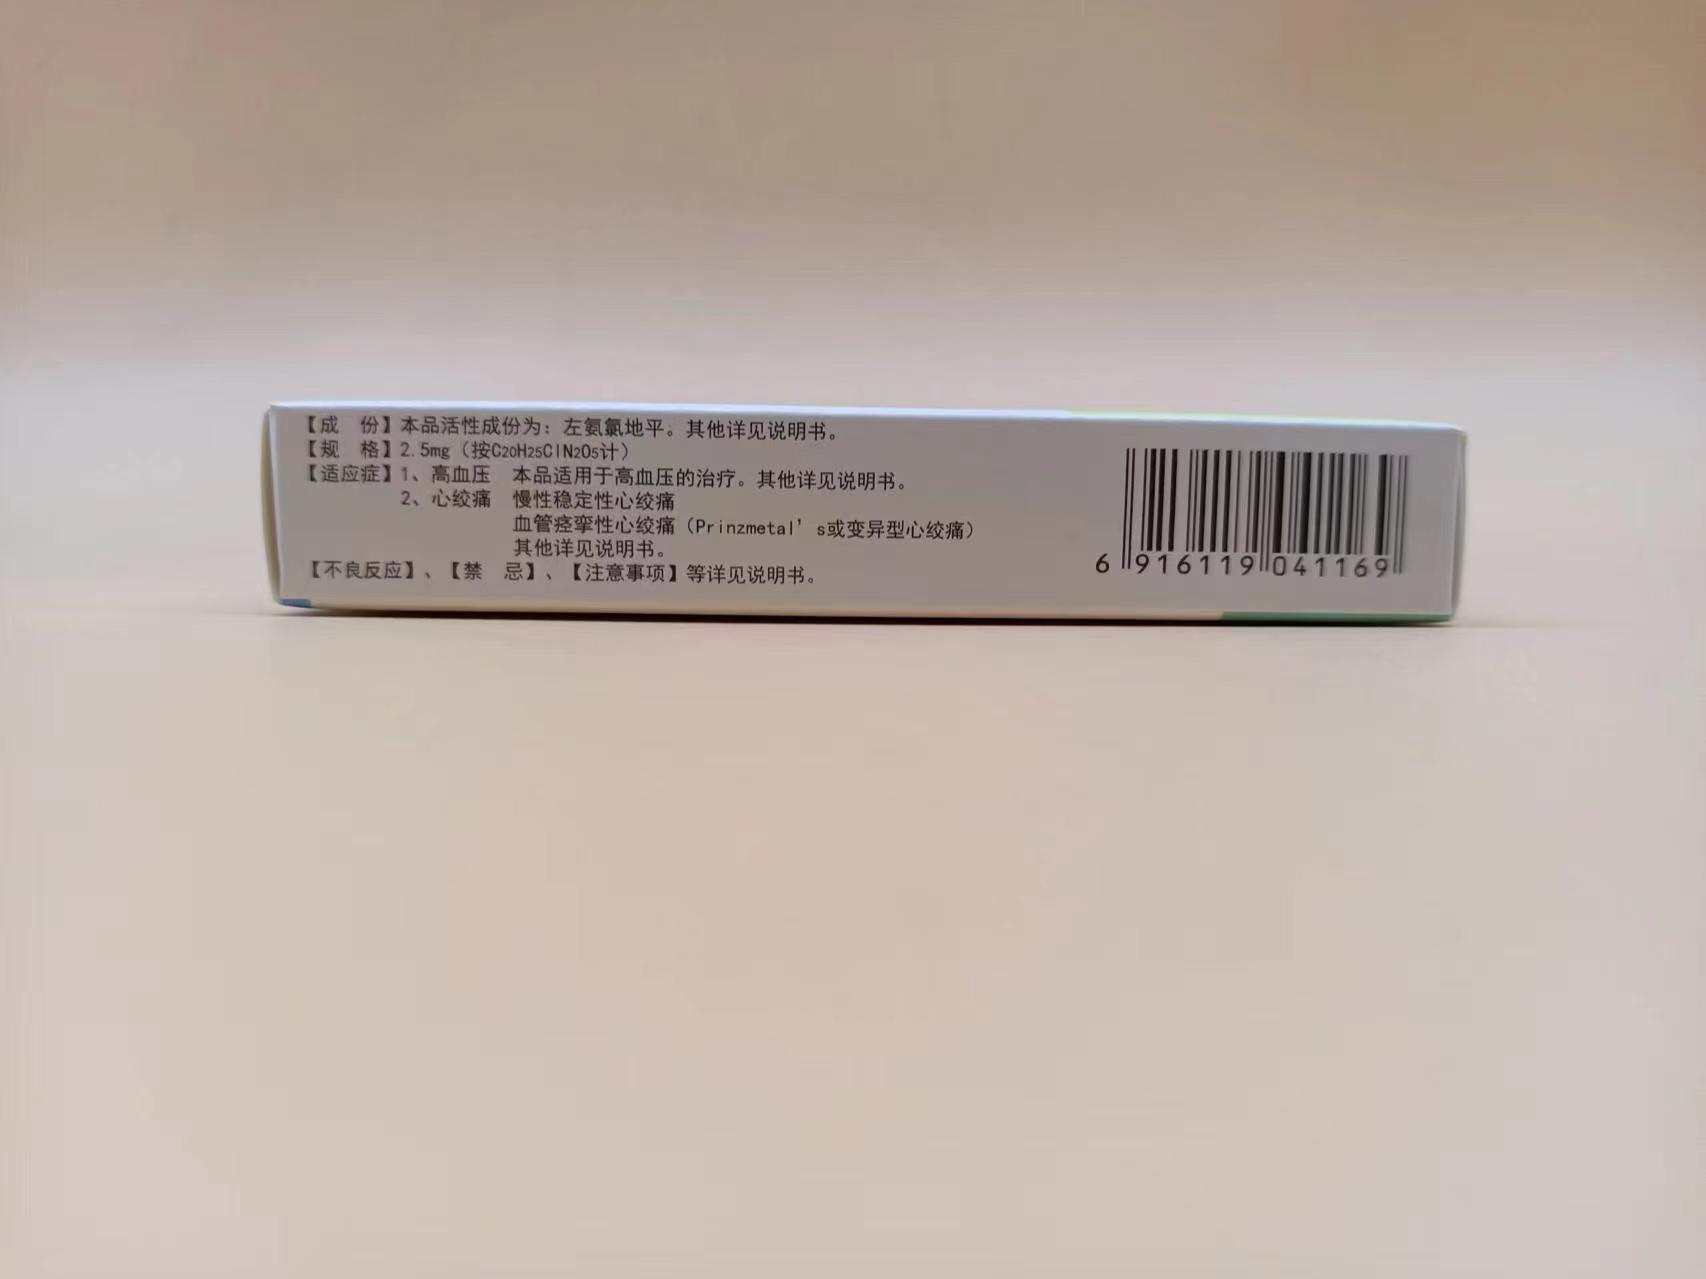 【成　份】本品活性成份为：左氨氯地平。其他详见说明书。
【规　格】2.5mg（按C20H25ClN2O5计）
【适应症】1、高血压　本品适用于高血压的治疗。其他详见说明书。
2、心绞痛　慢性稳定性心绞痛
血管痉挛性心绞痛（Prinzmetal's或变异型心绞痛）
其他详见说明书。
【不良反应】、【禁　忌】、【注意事项】等详见说明书。
6 916119 041169